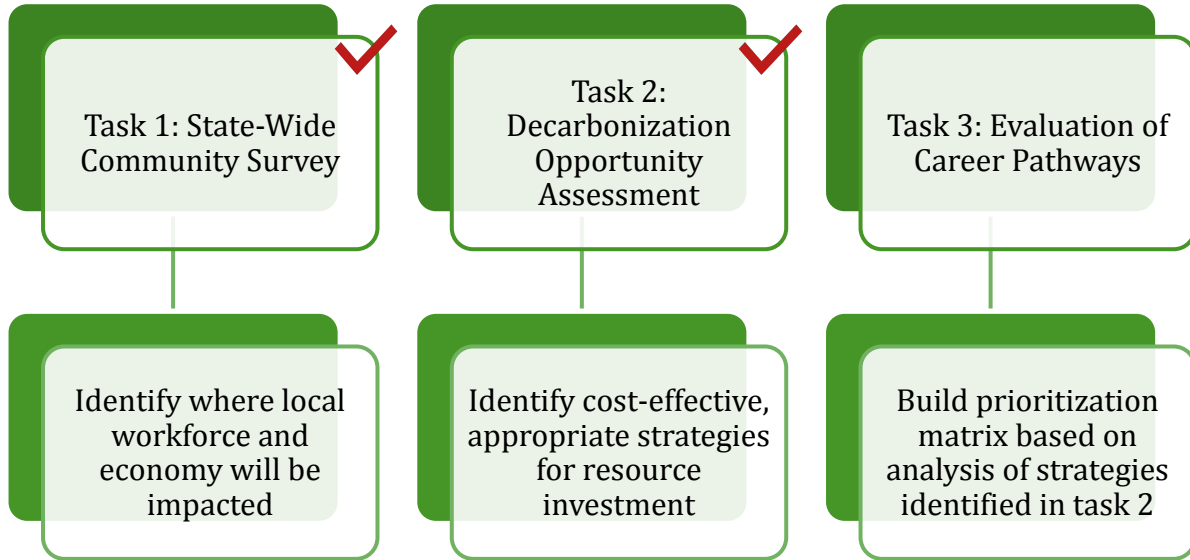 Task 1: State-Wide
Community Survey
Task 2:
Decarbonization
Opportunity
Assessment
Task 3: Evaluation of
Career Pathways
Identify where local
workforce and
economy will be
impacted
Identify cost-effective,
appropriate strategies
for resource
investment
Build prioritization
matrix based on
analysis of strategies
identified in task 2